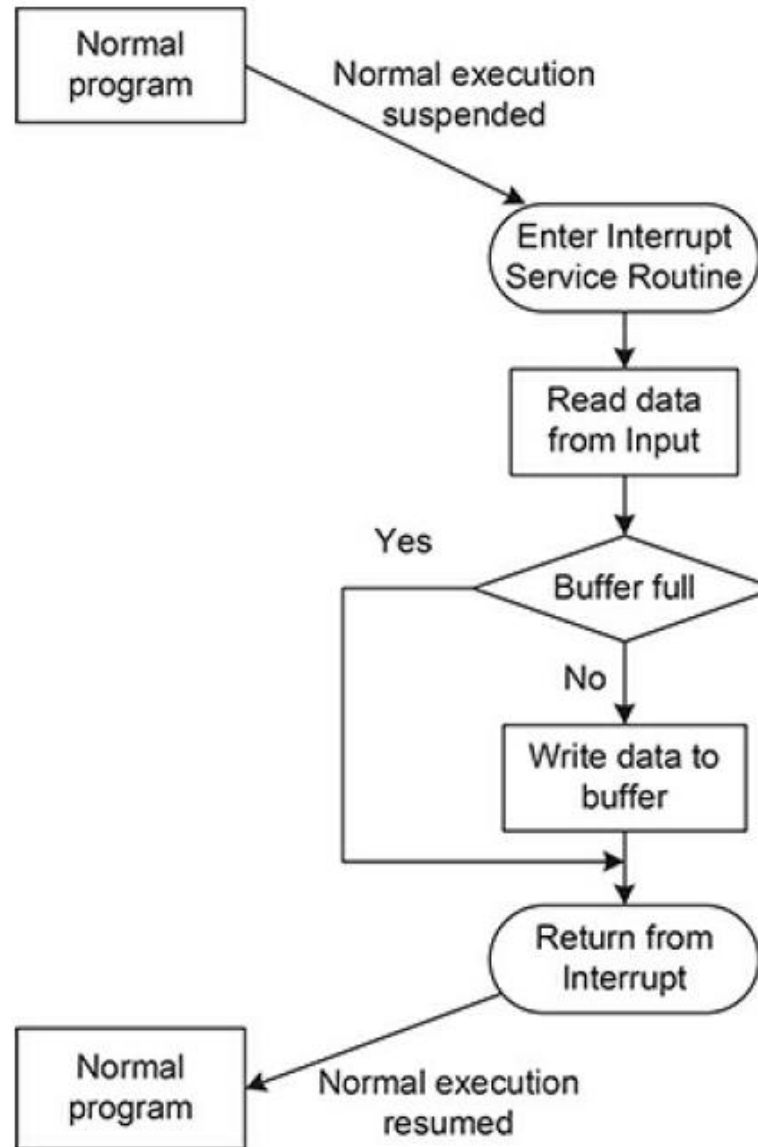 Normal
program
Normal execution
suspended
Enter Interrupt
Service Routine
Read data
from Input
Yes
Buffer full
No
Write data to
buffer
Return from
Interrupt
Normal
program
Normal execution
resumed